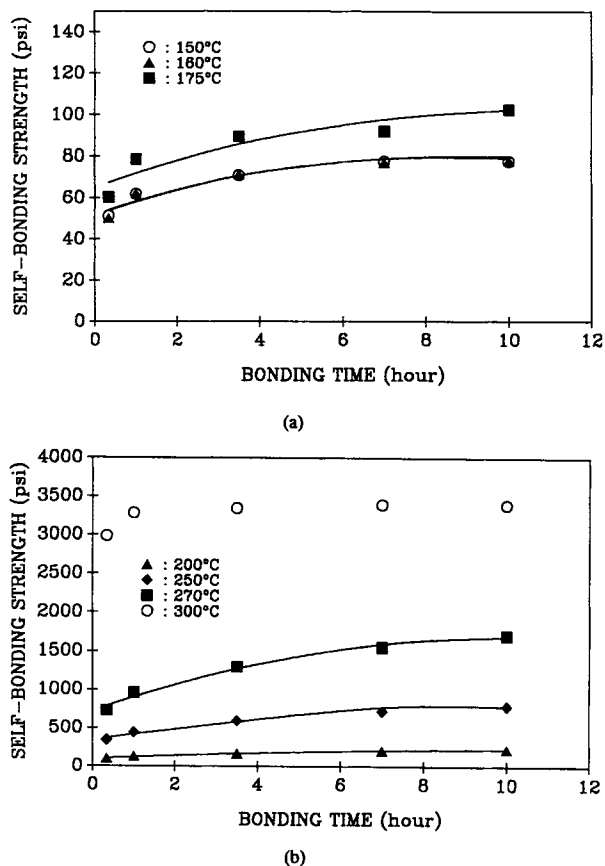 SELF-BONDING STRENGTH (psi)
140
120
100
80
60
40
20
0
○ : 150°C
▲ : 160°C
■ : 175°C
0 2 4 6 8 10 12
BONDING TIME (hour)
(a)
SELF-BONDING STRENGTH (psi)
4000
3500
3000
2500
2000
1500
1000
500
0
▲ : 200°C
◆ : 250°C
■ : 270°C
○ : 300°C
0 2 4 6 8 10 12
BONDING TIME (hour)
(b)